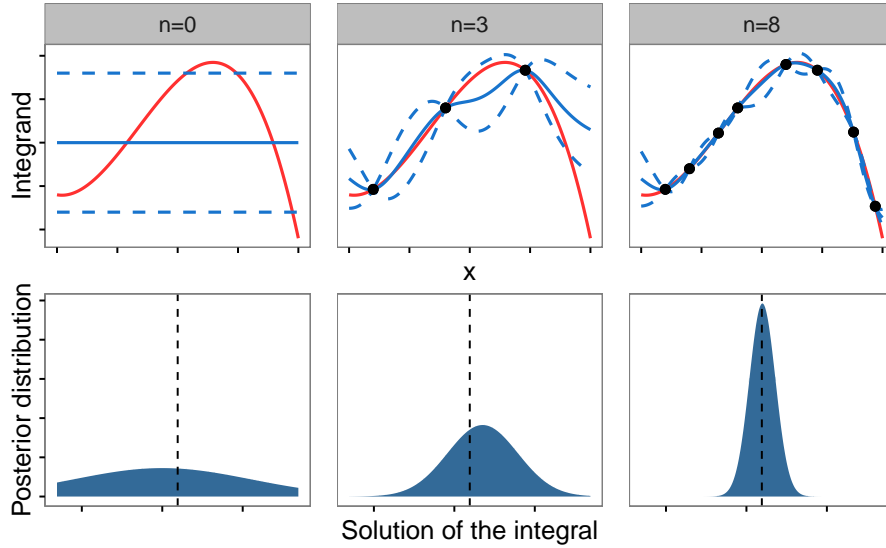 n=0
n=3
n=8
Integrand
x
Posterior distribution
Solution of the integral